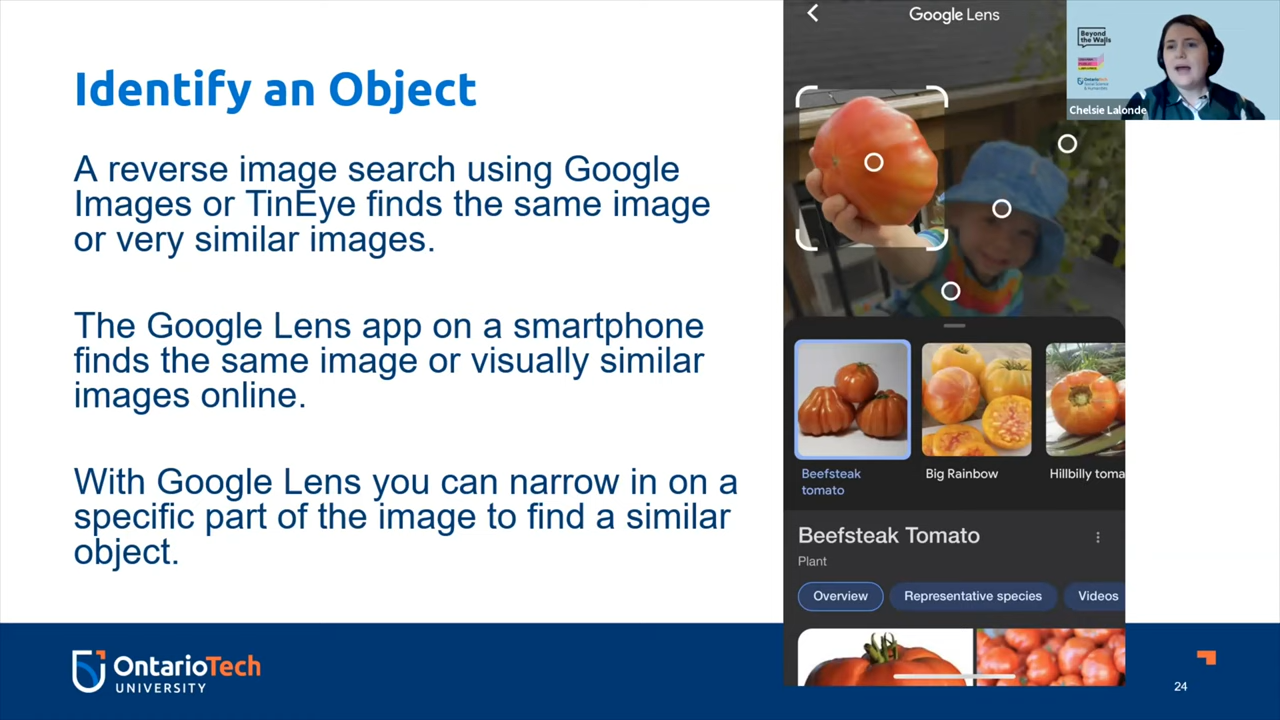 Identify an Object
A reverse image search using Google
Images or TinEye finds the same image
or very similar images.
The Google Lens app on a smartphone
finds the same image or visually similar
images online.
With Google Lens you can narrow in on a
specific part of the image to find a similar
object.
Google Lens
Beefsteak
tomato
Big Rainbow
Hillbilly toma
Beefsteak Tomato
Plant
Overview
Representative species
Videos
Beyond
the Walls
OntarioTech
Chelsie Lalonde
OntarioTech
UNIVERSITY
24